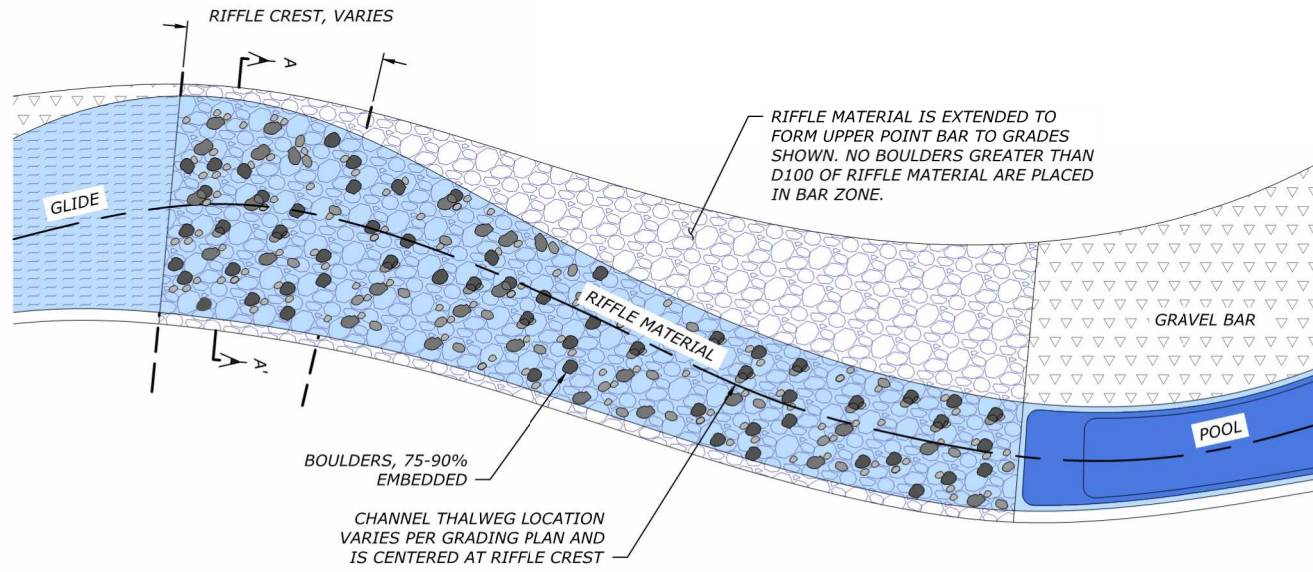 RIFFLE CREST, VARIES
A
RIFFLE MATERIAL IS EXTENDED TO
FORM UPPER POINT BAR TO GRADES
SHOWN. NO BOULDERS GREATER THAN
D100 OF RIFFLE MATERIAL ARE PLACED
IN BAR ZONE.
GLIDE
RIFFLE MATERIAL
GRAVEL BAR
A'
POOL
BOULDERS, 75-90%
EMBEDDED
CHANNEL THALWEG LOCATION
VARIES PER GRADING PLAN AND
IS CENTERED AT RIFFLE CREST